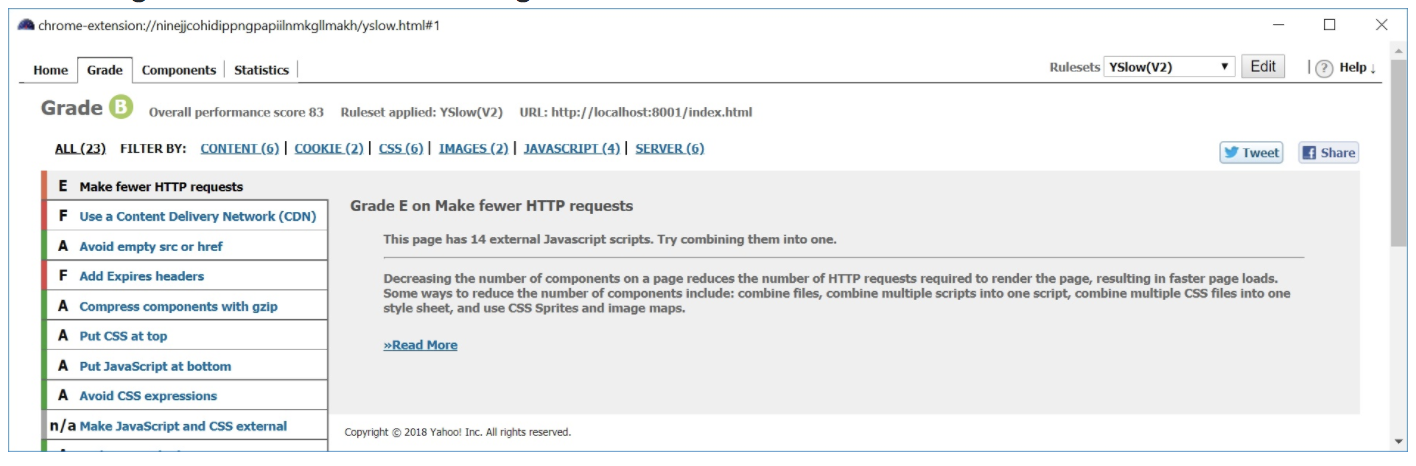 chrome-extension://ninejjcohidippngpapiilnmkgllmakh/yslow.html#1
Home Grade Components Statistics Rulesets YSlow(V2) Edit ? Help ↓
Grade B Overall performance score 83 Ruleset applied: YSlow(V2) URL: http://localhost:8001/index.html
ALL (23) FILTER BY: CONTENT (6) | COOKIE (2) | CSS (6) | IMAGES (2) | JAVASCRIPT (4) | SERVER (6)
Tweet Share
E Make fewer HTTP requests
F Use a Content Delivery Network (CDN)
A Avoid empty src or href
F Add Expires headers
A Compress components with gzip
A Put CSS at top
A Put JavaScript at bottom
A Avoid CSS expressions
n/a Make JavaScript and CSS external
Grade E on Make fewer HTTP requests
This page has 14 external Javascript scripts. Try combining them into one.
Decreasing the number of components on a page reduces the number of HTTP requests required to render the page, resulting in faster page loads.
Some ways to reduce the number of components include: combine files, combine multiple scripts into one script, combine multiple CSS files into one
style sheet, and use CSS Sprites and image maps.
»Read More
Copyright © 2018 Yahoo! Inc. All rights reserved.